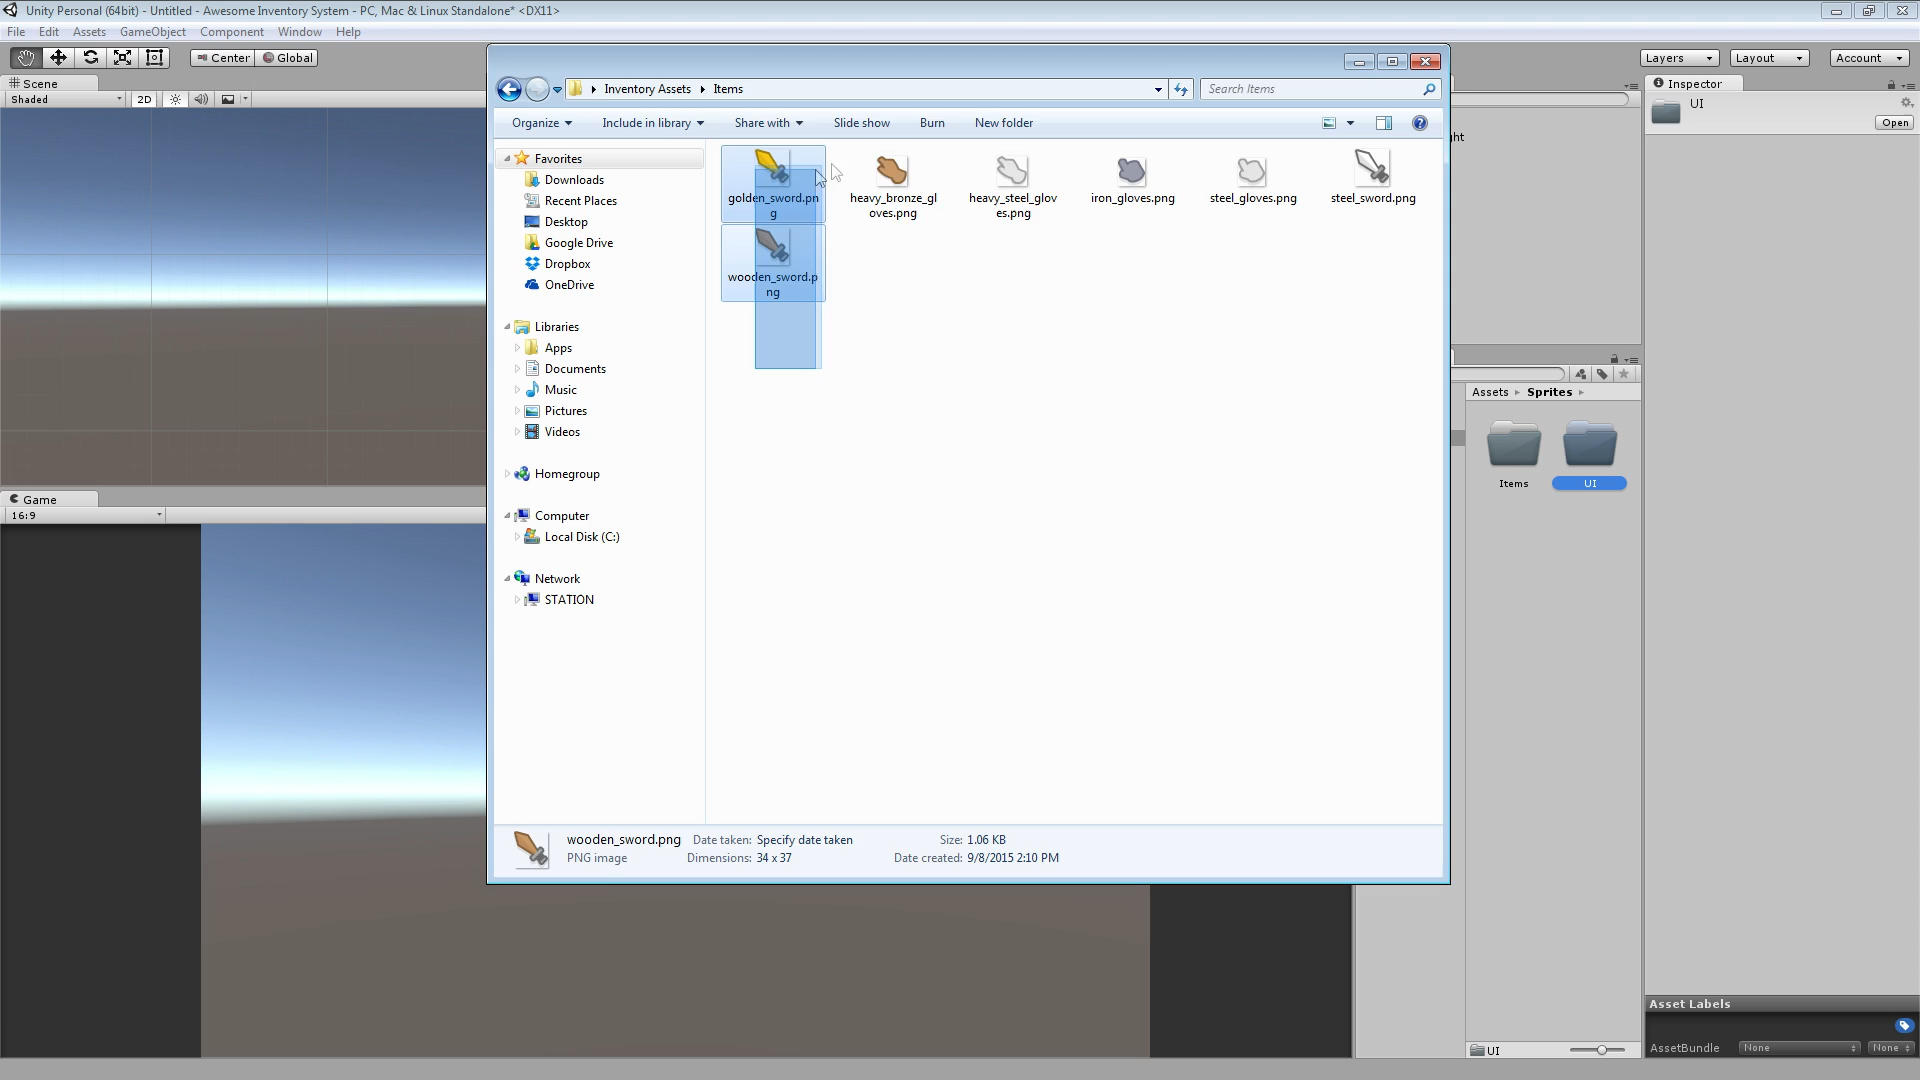 Unity Personal (64bit) - Untitled - Awesome Inventory System - PC, Mac & Linux Standalone* <DX11>
File Edit Assets GameObject Component Window Help
Center Global
Layers Layout Account
Scene
Shaded 2D
Game
16:9
Inventory Assets Items
Search Items
Organize Include in library Share with Slide show Burn New folder
Favorites
Downloads
Recent Places
Desktop
Google Drive
Dropbox
OneDrive
Libraries
Apps
Documents
Music
Pictures
Videos
Homegroup
Computer
Local Disk (C:)
Network
STATION
golden_sword.pn
g
heavy_bronze_gl
oves.png
heavy_steel_glov
es.png
iron_gloves.png
steel_gloves.png
steel_sword.png
wooden_sword.p
ng
wooden_sword.png Date taken: Specify date taken Size: 1.06 KB
PNG image Dimensions: 34 x 37 Date created: 9/8/2015 2:10 PM
ght
Assets Sprites
Items UI
UI
Inspector
UI
Open
Asset Labels
AssetBundle None None